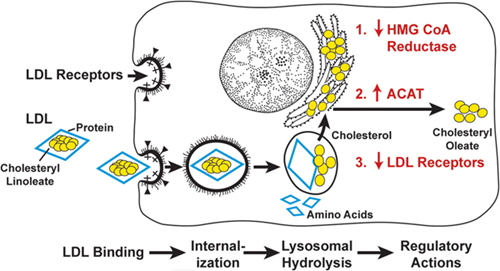 1. ↓ HMG CoA
Reductase
LDL Receptors
2. ↑ ACAT
LDL
Protein
Cholesterol
Cholesteryl
Oleate
Cholesteryl
Linoleate
3. ↓ LDL Receptors
Amino Acids
LDL Binding → Internal-
ization → Lysosomal
Hydrolysis → Regulatory
Actions